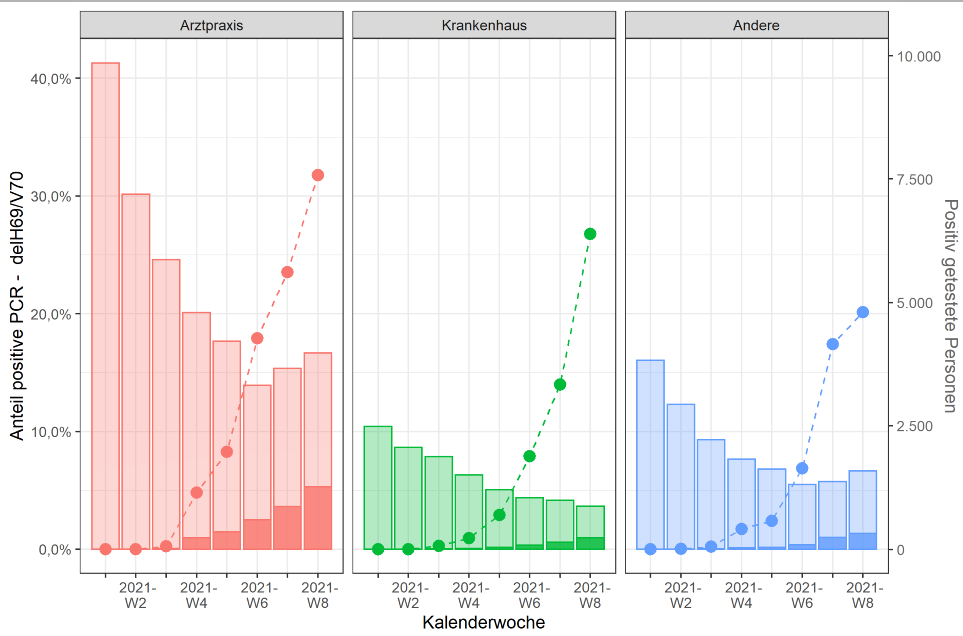 Arztpraxis
Krankenhaus
Andere
Anteil positive PCR - delH69/V70
40,0%
30,0%
20,0%
10,0%
0,0%
10.000
7.500
5.000
2.500
0
Positiv getestete Personen
2021-
W2
2021-
W4
2021-
W6
2021-
W8
2021-
W2
2021-
W4
2021-
W6
2021-
W8
2021-
W2
2021-
W4
2021-
W6
2021-
W8
Kalenderwoche